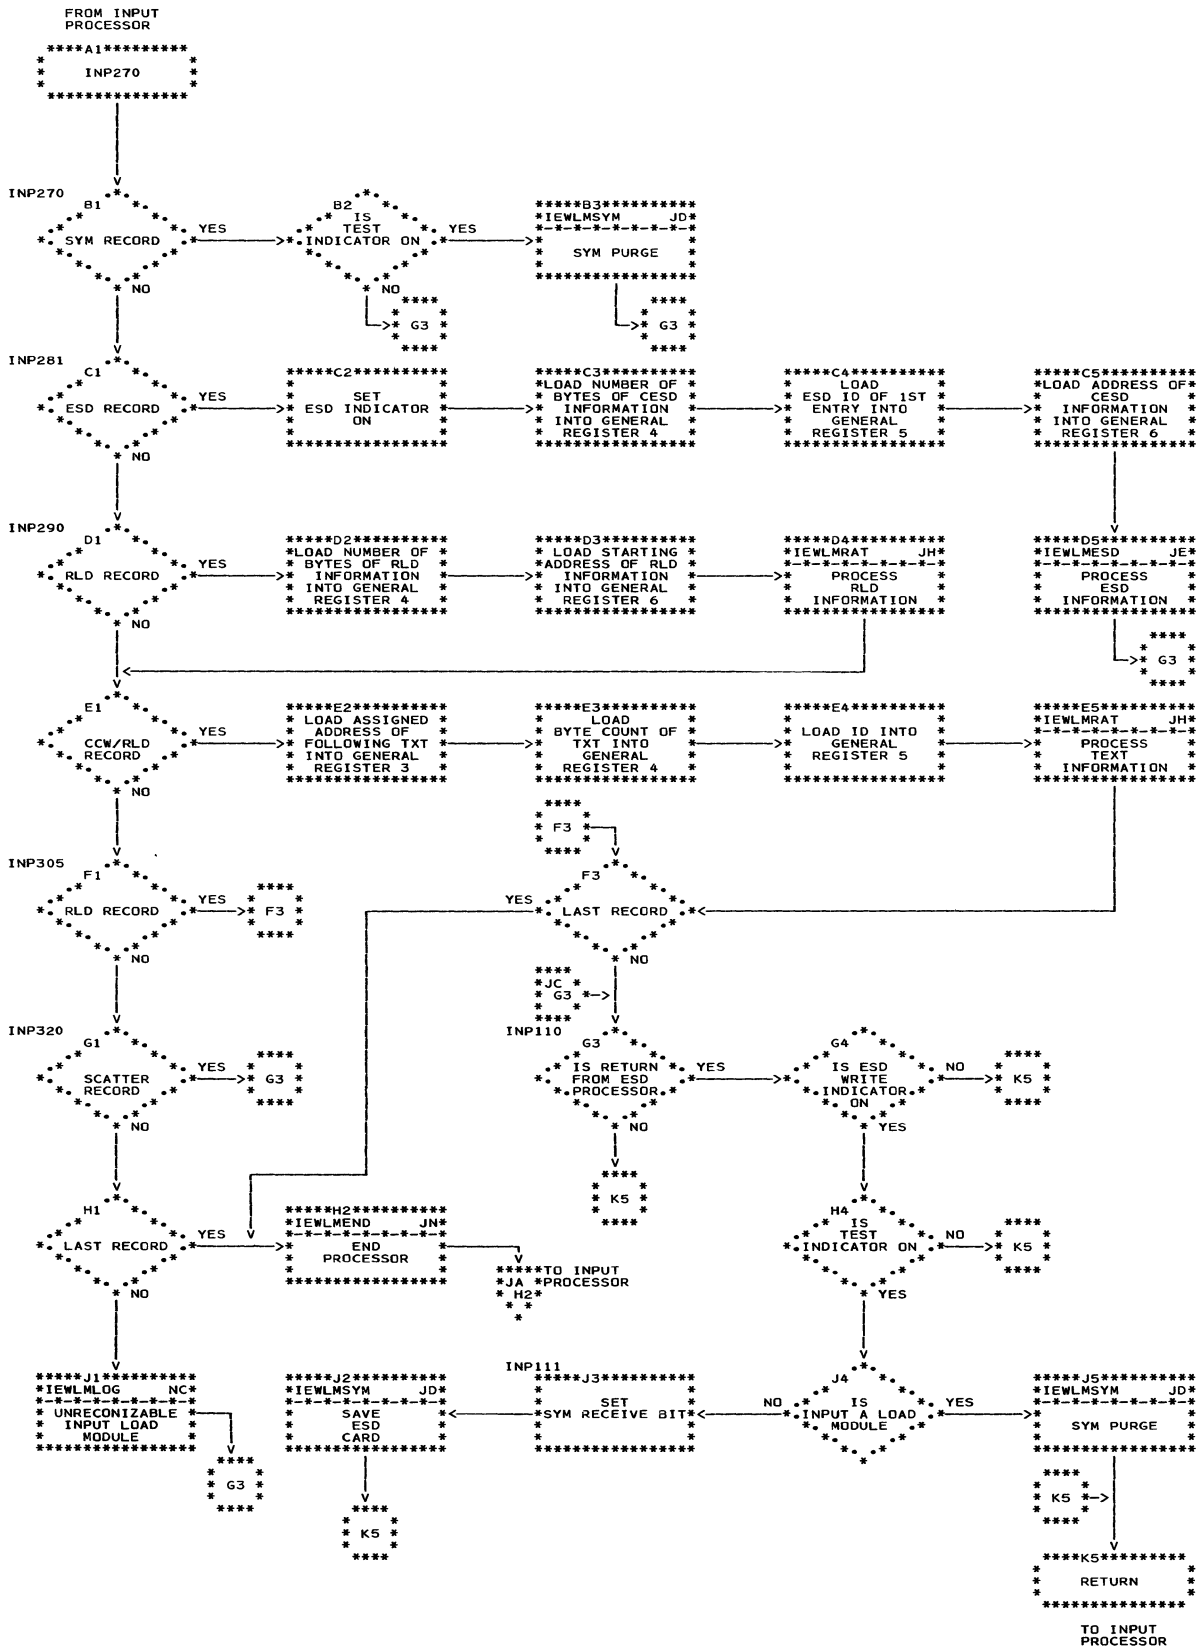 FROM INPUT
PROCESSOR
A1
INP270
INP270
B1
SYM RECORD
YES
NO
B2
IS
TEST
INDICATOR ON
YES
NO
G3
B3
IEWLMSYM JD
SYM PURGE
G3
INP281
C1
ESD RECORD
YES
NO
C2
SET
ESD INDICATOR
ON
C3
LOAD NUMBER OF
BYTES OF CESD
INFORMATION
INTO GENERAL
REGISTER 4
C4
LOAD
ESD ID OF 1ST
ENTRY INTO
GENERAL
REGISTER 5
C5
LOAD ADDRESS OF
CESD
INFORMATION
INTO GENERAL
REGISTER 6
INP290
D1
RLD RECORD
YES
NO
D2
LOAD NUMBER OF
BYTES OF RLD
INFORMATION
INTO GENERAL
REGISTER 4
D3
LOAD STARTING
ADDRESS OF RLD
INFORMATION
INTO GENERAL
REGISTER 6
D4
IEWLMRAT JH
PROCESS
RLD
INFORMATION
D5
IEWLMESD JE
PROCESS
ESD
INFORMATION
G3
E1
CCW/RLD
RECORD
YES
NO
E2
LOAD ASSIGNED
ADDRESS OF
FOLLOWING TXT
INTO GENERAL
REGISTER 3
E3
LOAD
BYTE COUNT OF
TXT INTO
GENERAL
REGISTER 4
E4
LOAD ID INTO
GENERAL
REGISTER 5
E5
IEWLMRAT JH
PROCESS
TEXT
INFORMATION
F3
INP305
F1
RLD RECORD
YES
NO
F3
F3
LAST RECORD
YES
NO
JC
G3
INP320
G1
SCATTER
RECORD
YES
NO
G3
INP110
G3
IS RETURN
FROM ESD
PROCESSOR
YES
NO
K5
G4
IS ESD
WRITE
INDICATOR
ON
NO
YES
K5
H1
LAST RECORD
YES
NO
H2
IEWLMEND JN
END
PROCESSOR
JA
H2
TO INPUT
PROCESSOR
H4
IS
TEST
INDICATOR ON
NO
YES
K5
J1
IEWLMLOG NC
UNRECONIZABLE
INPUT LOAD
MODULE
G3
J2
IEWLMSYM JD
SAVE
ESD
CARD
K5
INP111
J3
SET
SYM RECEIVE BIT
J4
IS
INPUT A LOAD
MODULE
NO
YES
J5
IEWLMSYM JD
SYM PURGE
K5
K5
RETURN
TO INPUT
PROCESSOR